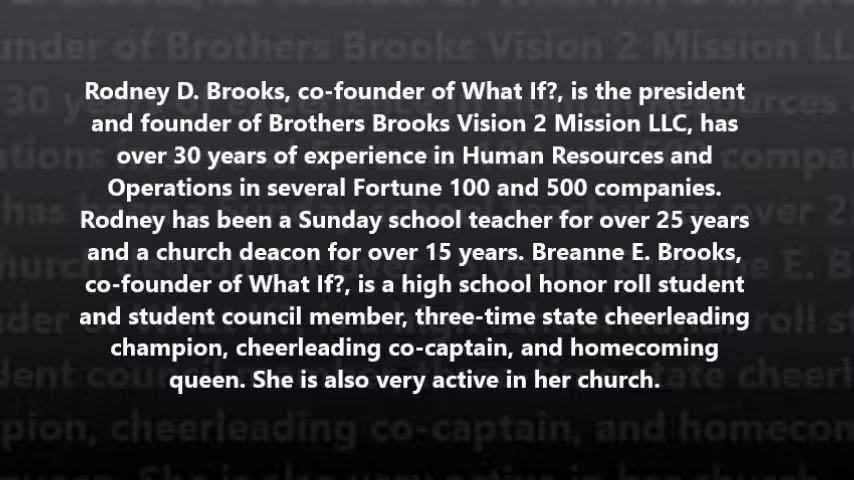 Rodney D. Brooks, co-founder of What If?, is the president
and founder of Brothers Brooks Vision 2 Mission LLC, has
over 30 years of experience in Human Resources and
Operations in several Fortune 100 and 500 companies.
Rodney has been a Sunday school teacher for over 25 years
and a church deacon for over 15 years. Breanne E. Brooks,
co-founder of What If?, is a high school honor roll student
and student council member, three-time state cheerleading
champion, cheerleading co-captain, and homecoming
queen. She is also very active in her church.